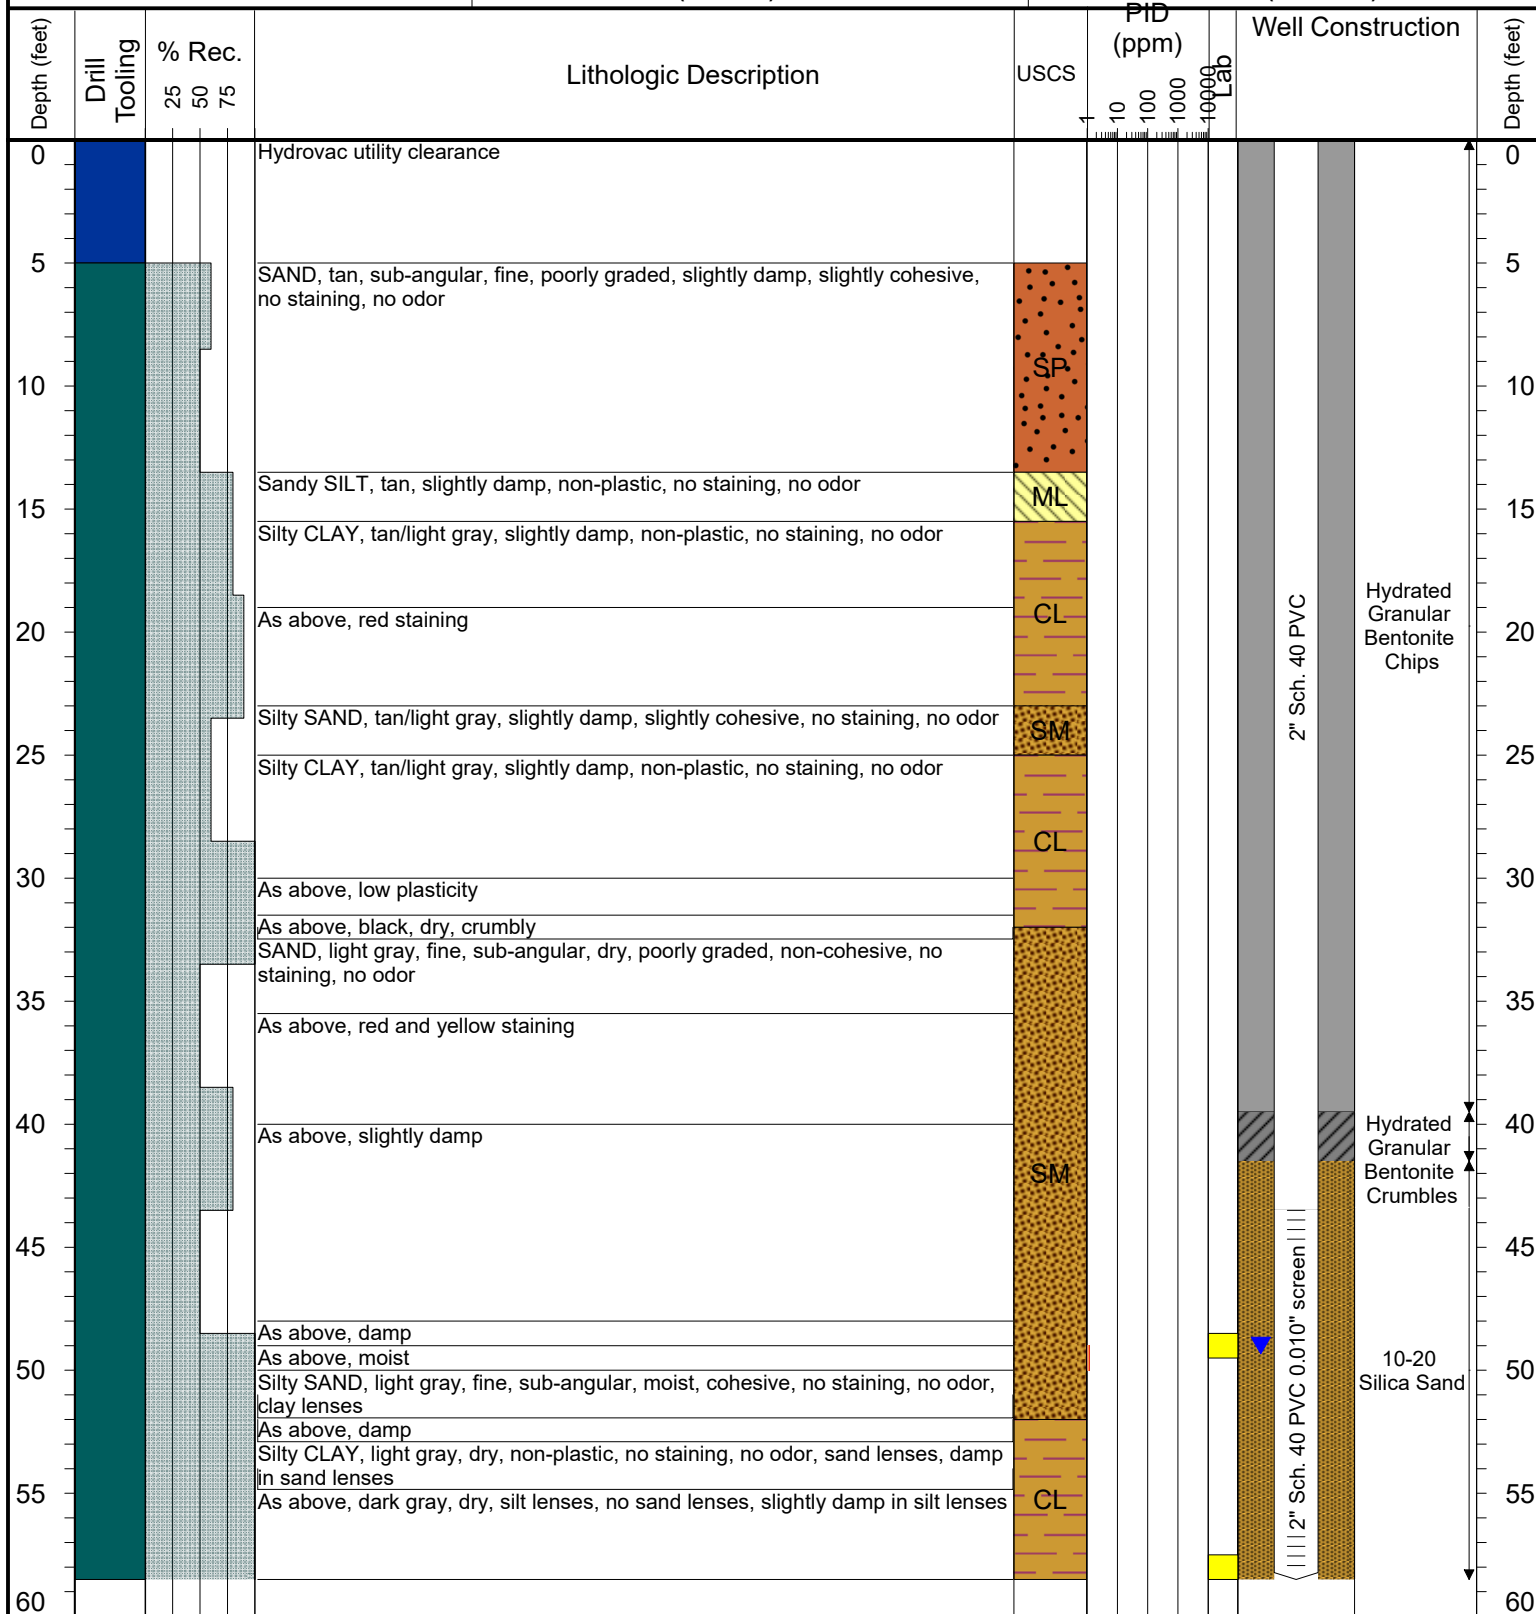 Depth (feet)
Drill
Tooling
% Rec.
25
50
75
Lithologic Description
USCS
PID
(ppm)
1
10
100
1000
10000
Lab
Well Construction
Depth (feet)
0
Hydrovac utility clearance
0
5
SAND, tan, sub-angular, fine, poorly graded, slightly damp, slightly cohesive,
no staining, no odor
5
SP
10
10
Sandy SILT, tan, slightly damp, non-plastic, no staining, no odor
ML
15
15
Silty CLAY, tan/light gray, slightly damp, non-plastic, no staining, no odor
CL
As above, red staining
20
20
2" Sch. 40 PVC
Hydrated
Granular
Bentonite
Chips
Silty SAND, tan/light gray, slightly damp, slightly cohesive, no staining, no odor
SM
25
25
Silty CLAY, tan/light gray, slightly damp, non-plastic, no staining, no odor
CL
30
As above, low plasticity
30
As above, black, dry, crumbly
SAND, light gray, fine, sub-angular, dry, poorly graded, non-cohesive, no
staining, no odor
35
35
As above, red and yellow staining
40
As above, slightly damp
40
Hydrated
Granular
Bentonite
Crumbles
SM
45
45
2" Sch. 40 PVC 0.010" screen
As above, damp
As above, moist
50
50
10-20
Silica Sand
Silty SAND, light gray, fine, sub-angular, moist, cohesive, no staining, no odor,
clay lenses
As above, damp
Silty CLAY, light gray, dry, non-plastic, no staining, no odor, sand lenses, damp
in sand lenses
55
As above, dark gray, dry, silt lenses, no sand lenses, slightly damp in silt lenses
CL
55
60
60